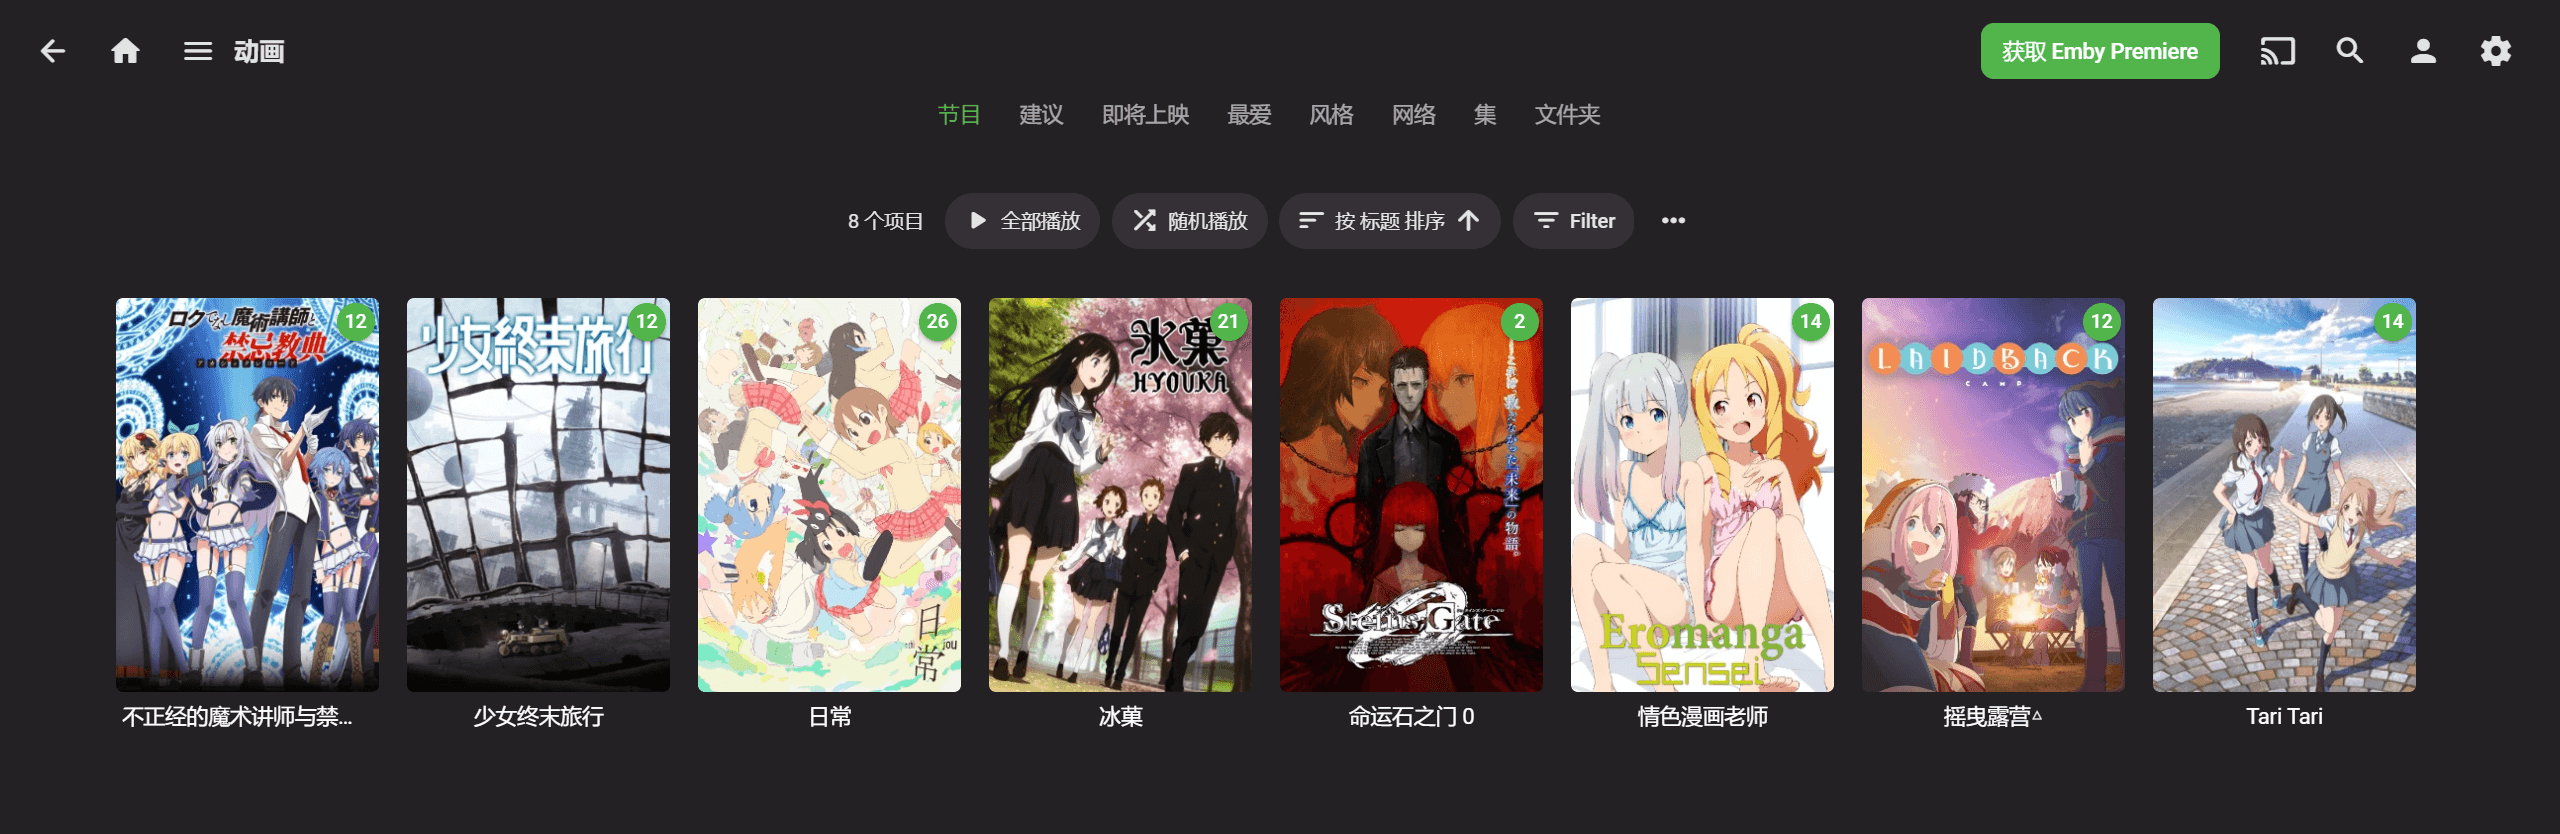 动画
获取 Emby Premiere
节目 建议 即将上映 最爱 风格 网络 集 文件夹
8 个项目 全部播放 随机播放 按 标题 排序 Filter
12 12 26 21 2 14 12 14
ロクでなし魔術講師と
禁忌教典
少女終末旅行
日常
氷菓
HYOUKA
Steins;Gate
Eromanga
Sensei
LAIDBACK
CAMP
不正经的魔术讲师与禁... 少女终末旅行 日常 冰菓 命运石之门 0 情色漫画老师 摇曳露营△ Tari Tari